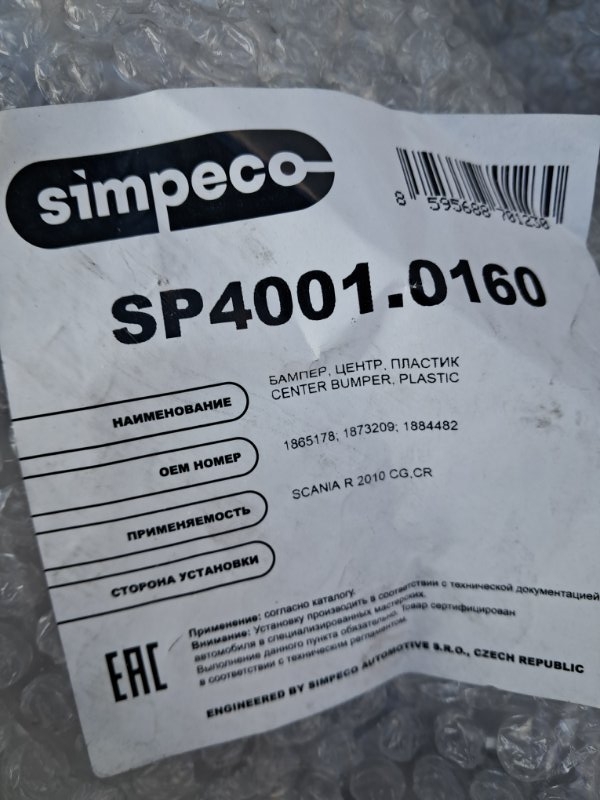 simpeco
8 595688 701230
SP4001.0160
НАИМЕНОВАНИЕ
БАМПЕР, ЦЕНТР, ПЛАСТИК
CENTER BUMPER, PLASTIC
OEM НОМЕР
1865178; 1873209; 1884482
ПРИМЕНЯЕМОСТЬ
SCANIA R 2010 CG,CR
СТОРОНА УСТАНОВКИ
EAC
Применение: согласно каталогу.
Внимание: Установку производить в соответствии с технической документацией
автомобиля в специализированных мастерских.
Выполнение данного пункта обязательно. Товар сертифицирован
в соответствии с техническим регламентом.
ENGINEERED BY SIMPECO AUTOMOTIVE S.R.O., CZECH REPUBLIC